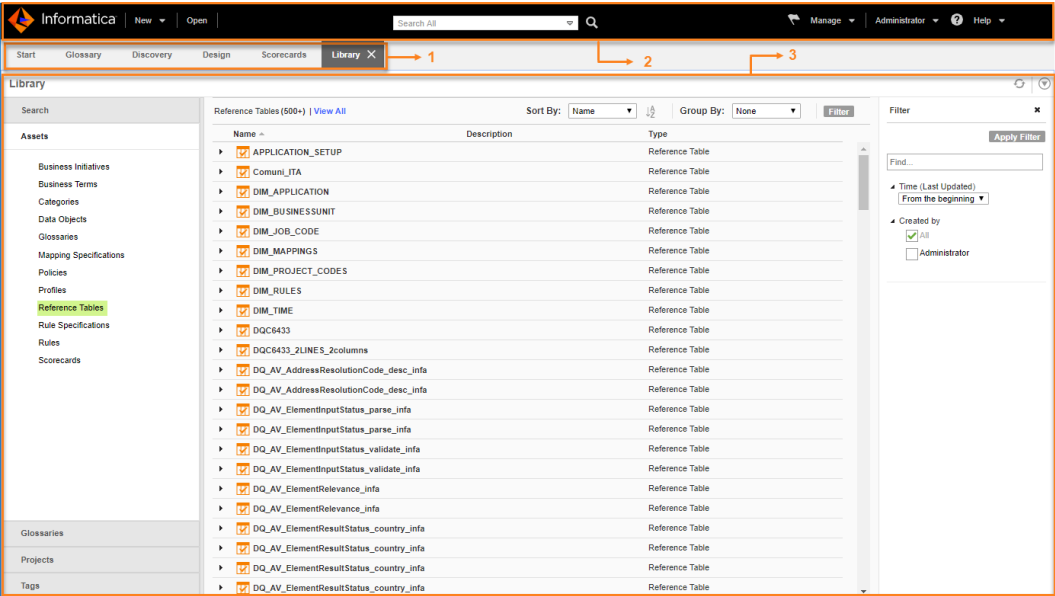 Informatica New Open Search All Manage Administrator ? Help
Start Glossary Discovery Design Scorecards Library X 1 2 3
Library
Search
Assets
Business Initiatives
Business Terms
Categories
Data Objects
Glossaries
Mapping Specifications
Policies
Profiles
Reference Tables
Rule Specifications
Rules
Scorecards
Glossaries
Projects
Tags
Reference Tables (500+) | View All Sort By: Name Group By: None Filter
Name Description Type
APPLICATION_SETUP Reference Table
Comuni_ITA Reference Table
DIM_APPLICATION Reference Table
DIM_BUSINESSUNIT Reference Table
DIM_JOB_CODE Reference Table
DIM_MAPPINGS Reference Table
DIM_PROJECT_CODES Reference Table
DIM_RULES Reference Table
DIM_TIME Reference Table
DQC6433 Reference Table
DQC6433_2LINES_2columns Reference Table
DQ_AV_AddressResolutionCode_desc_infa Reference Table
DQ_AV_AddressResolutionCode_desc_infa Reference Table
DQ_AV_ElementInputStatus_parse_infa Reference Table
DQ_AV_ElementInputStatus_parse_infa Reference Table
DQ_AV_ElementInputStatus_validate_infa Reference Table
DQ_AV_ElementInputStatus_validate_infa Reference Table
DQ_AV_ElementRelevance_infa Reference Table
DQ_AV_ElementRelevance_infa Reference Table
DQ_AV_ElementResultStatus_country_infa Reference Table
DQ_AV_ElementResultStatus_country_infa Reference Table
DQ_AV_ElementResultStatus_country_infa Reference Table
DQ_AV_ElementResultStatus_country_infa Reference Table
Filter
Apply Filter
Find...
Time (Last Updated)
From the beginning
Created by
All
Administrator